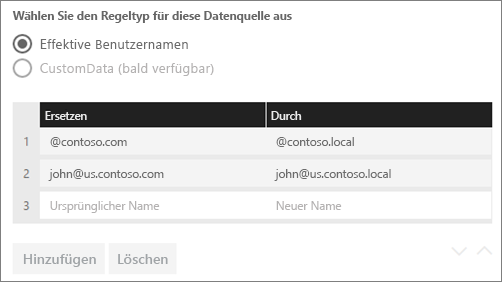 Wählen Sie den Regeltyp für diese Datenquelle aus
Effektive Benutzernamen
CustomData (bald verfügbar)
Ersetzen Durch
1 @contoso.com @contoso.local
2 john@us.contoso.com john@us.contoso.local
3 Ursprünglicher Name Neuer Name
Hinzufügen Löschen